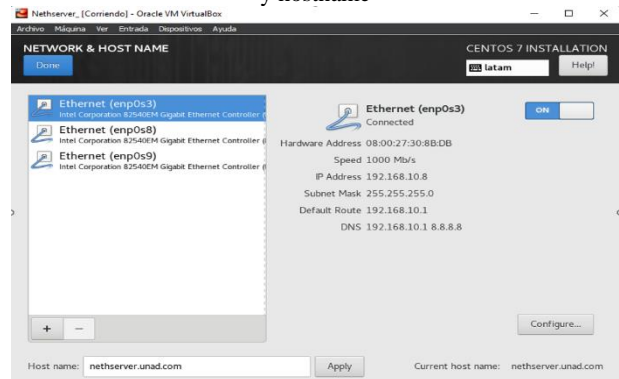 y hostname
Nethserver_ [Corriendo] - Oracle VM VirtualBox
Archivo Máquina Ver Entrada Dispositivos Ayuda
NETWORK & HOST NAME
CENTOS 7 INSTALLATION
Done
latam
Help!
Ethernet (enp0s3)
Intel Corporation 82540EM Gigabit Ethernet Controller (
Ethernet (enp0s8)
Intel Corporation 82540EM Gigabit Ethernet Controller (
Ethernet (enp0s9)
Intel Corporation 82540EM Gigabit Ethernet Controller (
Ethernet (enp0s3)
Connected
ON
Hardware Address 08:00:27:30:8B:DB
Speed 1000 Mb/s
IP Address 192.168.10.8
Subnet Mask 255.255.255.0
Default Route 192.168.10.1
DNS 192.168.10.1 8.8.8.8
+ -
Configure...
Host name: nethserver.unad.com
Apply
Current host name: nethserver.unad.com